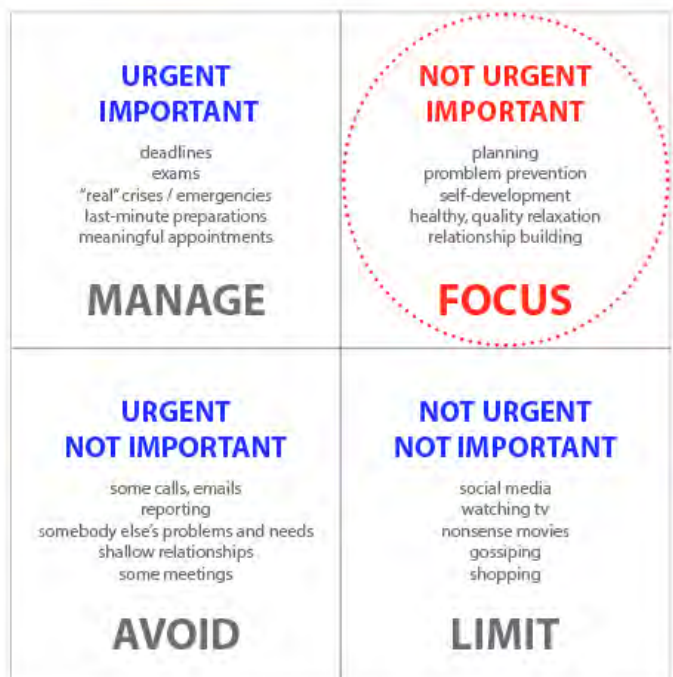 URGENT
IMPORTANT
deadlines
exams
"real" crises / emergencies
last-minute preparations
meaningful appointments
MANAGE
NOT URGENT
IMPORTANT
planning
promblem prevention
self-development
healthy, quality relaxation
relationship building
FOCUS
URGENT
NOT IMPORTANT
some calls, emails
reporting
somebody else's problems and needs
shallow relationships
some meetings
AVOID
NOT URGENT
NOT IMPORTANT
social media
watching tv
nonsense movies
gossiping
shopping
LIMIT